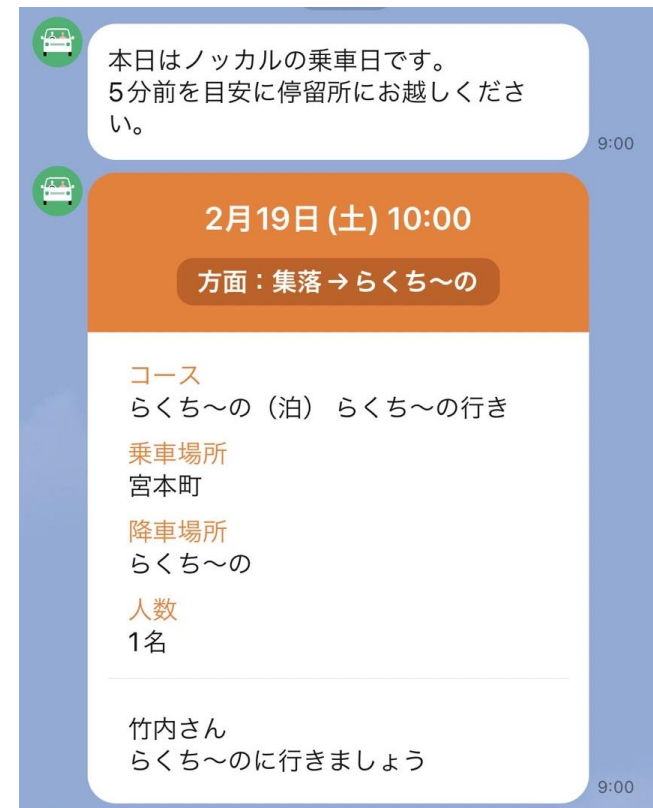 本日はノッカルの乗車日です。
5分前を目安に停留所にお越しくださ
い。
9:00
2月19日(土) 10:00
方面：集落→らくち〜の
コース
らくち〜の（泊） らくち〜の行き
乗車場所
宮本町
降車場所
らくち〜の
人数
1名
竹内さん
らくち〜のに行きましょう
9:00